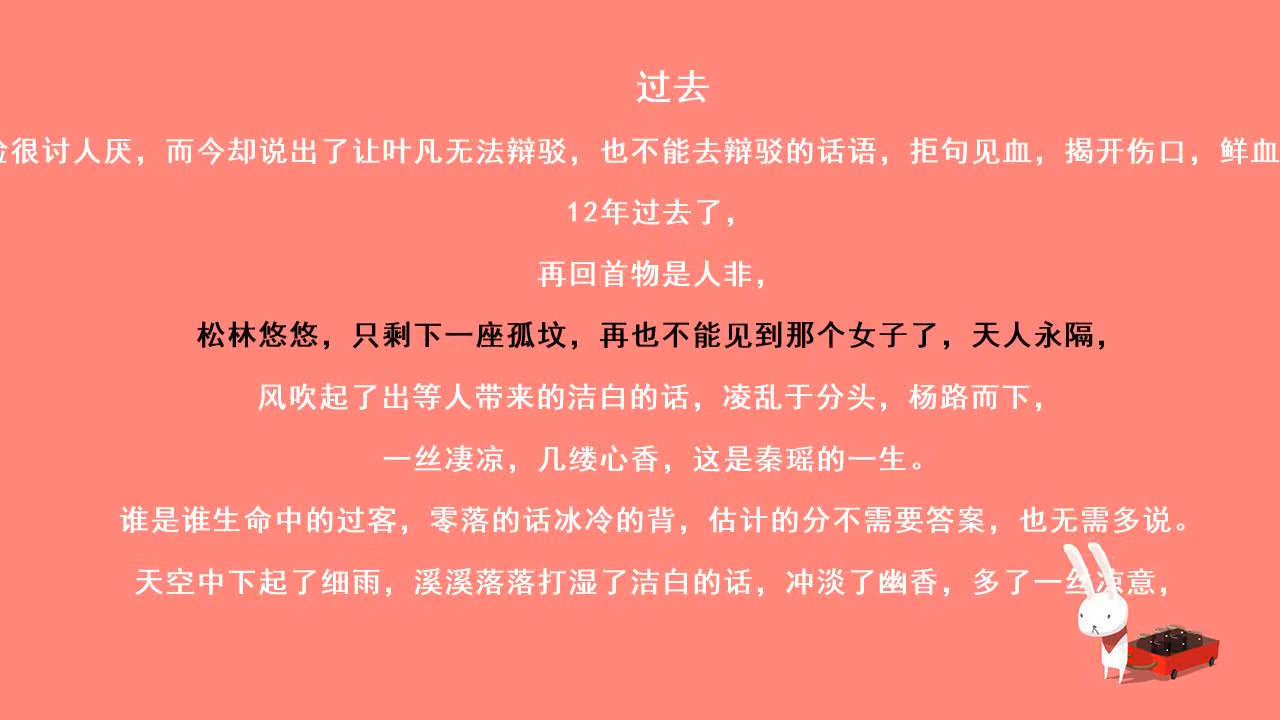 过去
很讨人厌，而今却说出了让叶凡无法辩驳，也不能去辩驳的话语，拒句见血，揭开伤口，鲜血
12年过去了，
再回首物是人非，
松林悠悠，只剩下一座孤坟，再也不能见到那个女子了，天人永隔，
风吹起了出等人带来的洁白的话，凌乱于分头，杨路而下，
一丝凄凉，几缕心香，这是秦瑶的一生。
谁是谁生命中的过客，零落的话冰冷的背，估计的分不需要答案，也无需多说。
天空中下起了细雨，溪溪落落打湿了洁白的话，冲淡了幽香，多了一丝凉意，